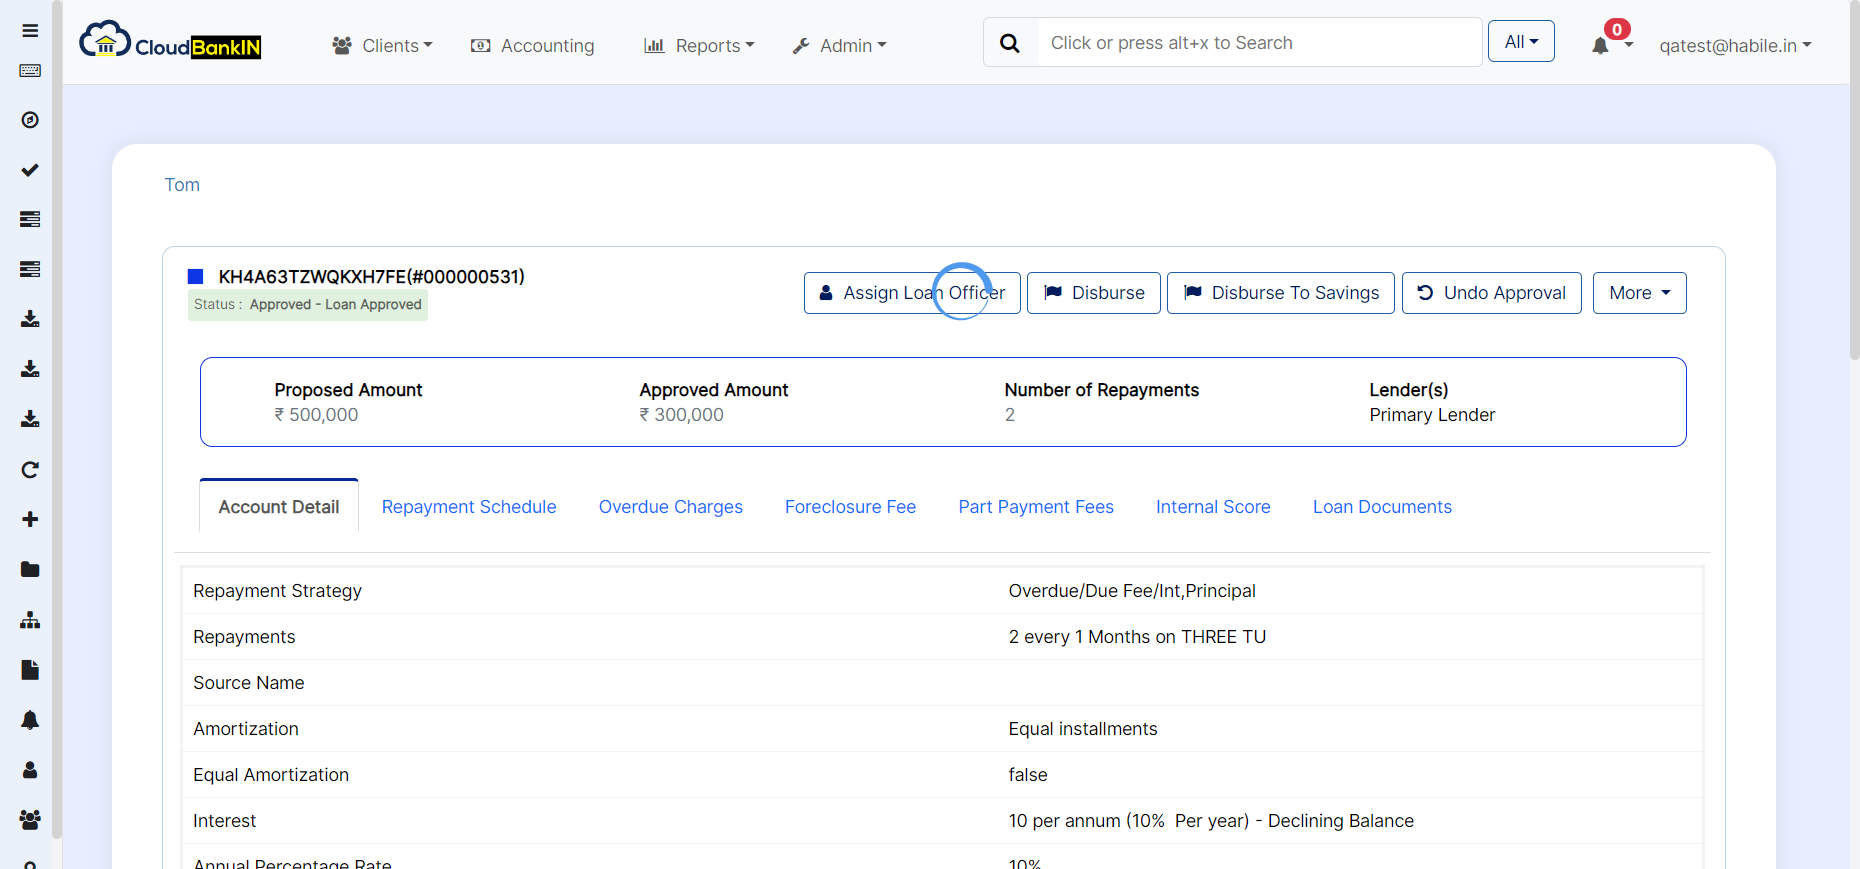 CloudBankIN
Clients
Accounting
Reports
Admin
Click or press alt+x to Search
All
0
qatest@habile.in
Tom
KH4A63TZWQKXH7FE(#000000531)
Status : Approved - Loan Approved
Assign Loan Officer
Disburse
Disburse To Savings
Undo Approval
More
Proposed Amount
₹ 500,000
Approved Amount
₹ 300,000
Number of Repayments
2
Lender(s)
Primary Lender
Account Detail
Repayment Schedule
Overdue Charges
Foreclosure Fee
Part Payment Fees
Internal Score
Loan Documents
Repayment Strategy Overdue/Due Fee/Int,Principal
Repayments 2 every 1 Months on THREE TU
Source Name
Amortization Equal installments
Equal Amortization false
Interest 10 per annum (10% Per year) - Declining Balance
Annual Percentage Rate 10%